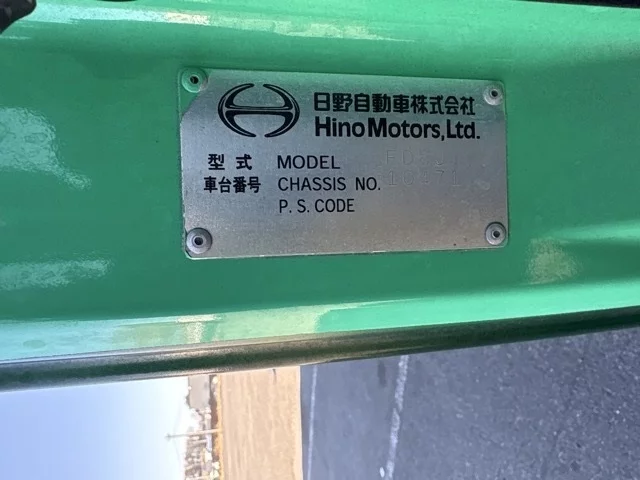 日野自動車株式会社
Hino Motors, Ltd.
型式 MODEL
車台番号 CHASSIS NO.
P.S. CODE